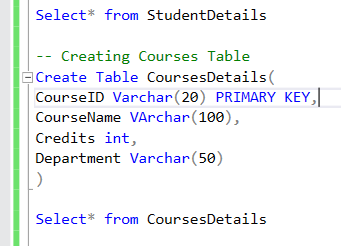 Select* from StudentDetails
-- Creating Courses Table
Create Table CoursesDetails(
CourseID Varchar(20) PRIMARY KEY,
CourseName VArchar(100),
Credits int,
Department Varchar(50)
)
Select* from CoursesDetails